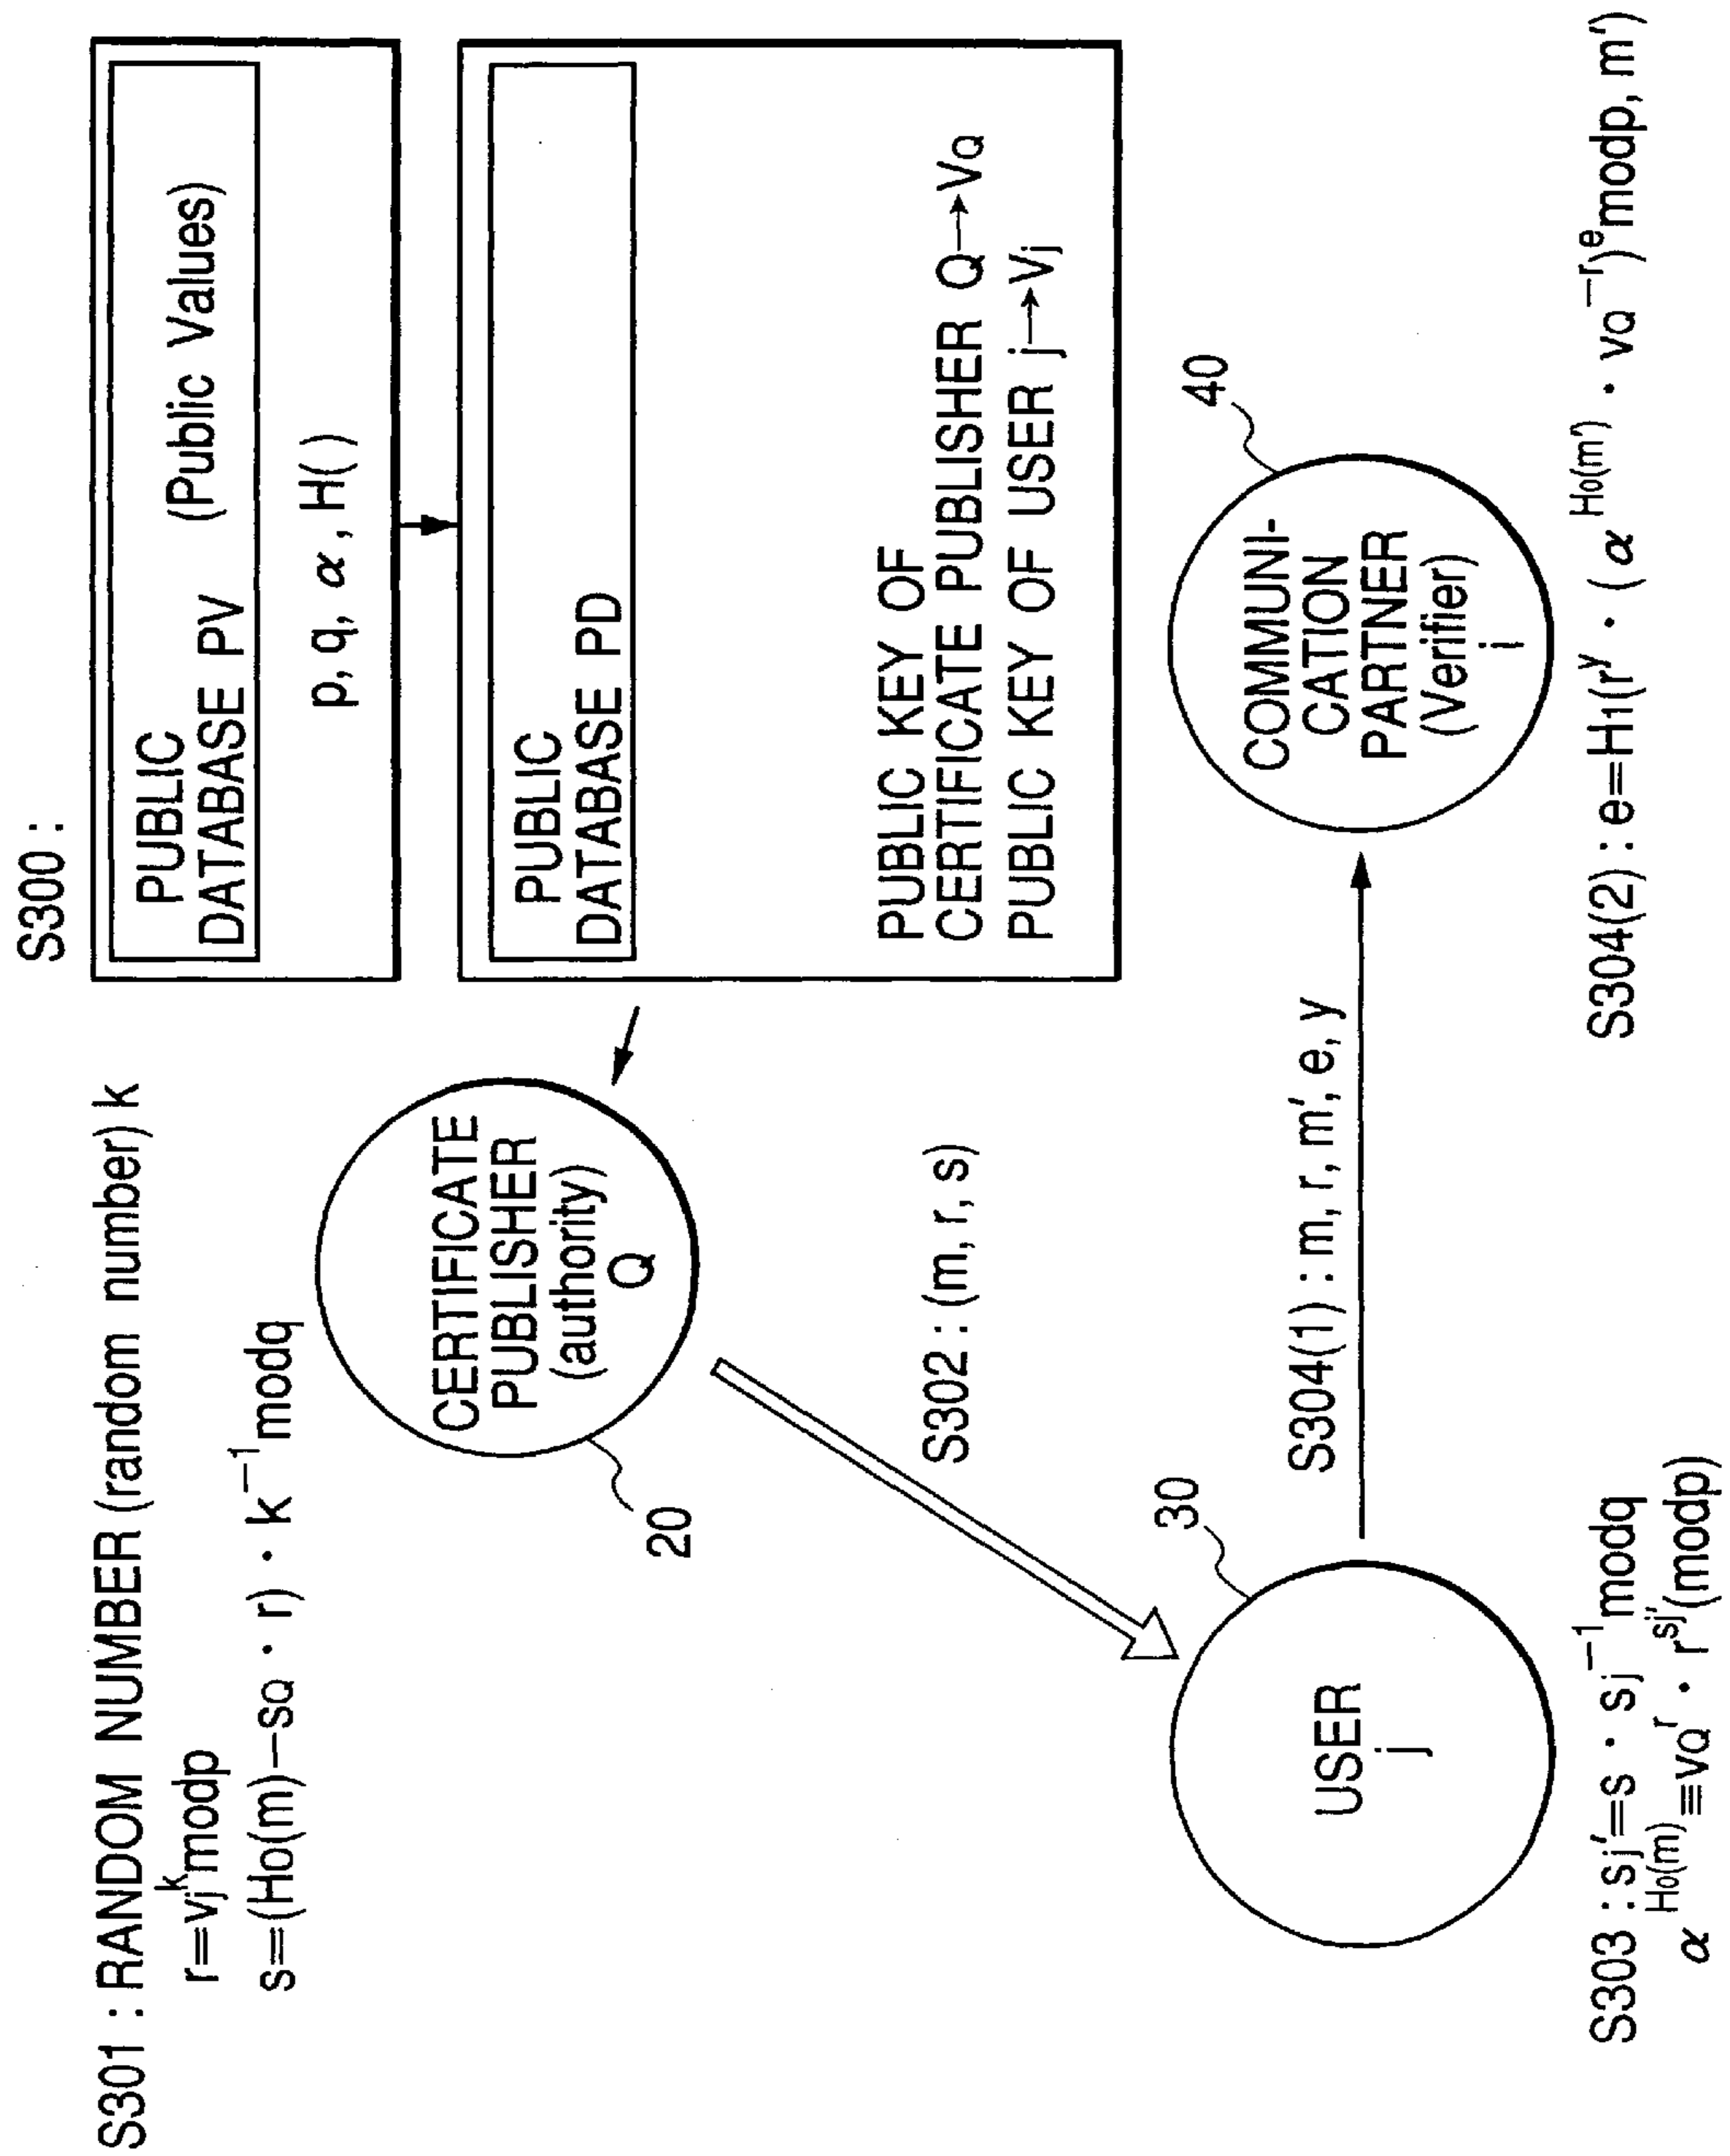 S300 :
PUBLIC
DATABASE PV (Public Values)
p, q, α, H( )
PUBLIC
DATABASE PD
PUBLIC KEY OF
CERTIFICATE PUBLISHER Q→VQ
PUBLIC KEY OF USER j→Vj
S301 : RANDOM NUMBER (random number) k
r=vj^k modp
s=(H0(m)−sQ · r) · k^−1 modq
CERTIFICATE
PUBLISHER
(authority)
Q
20
S302 : (m, r, s)
30
USER
j
S303 : sj′=s · sj^−1 modq
α^H0(m) ≡vQ^r · r^sj′ (modp)
S304(1) : m, r, m′, e, y
40
COMMUNI-
CATION
PARTNER
(Verifier)
i
S304(2) : e=H1(r^y · (α^H0(m′) · vQ^−r)^e modp, m′)